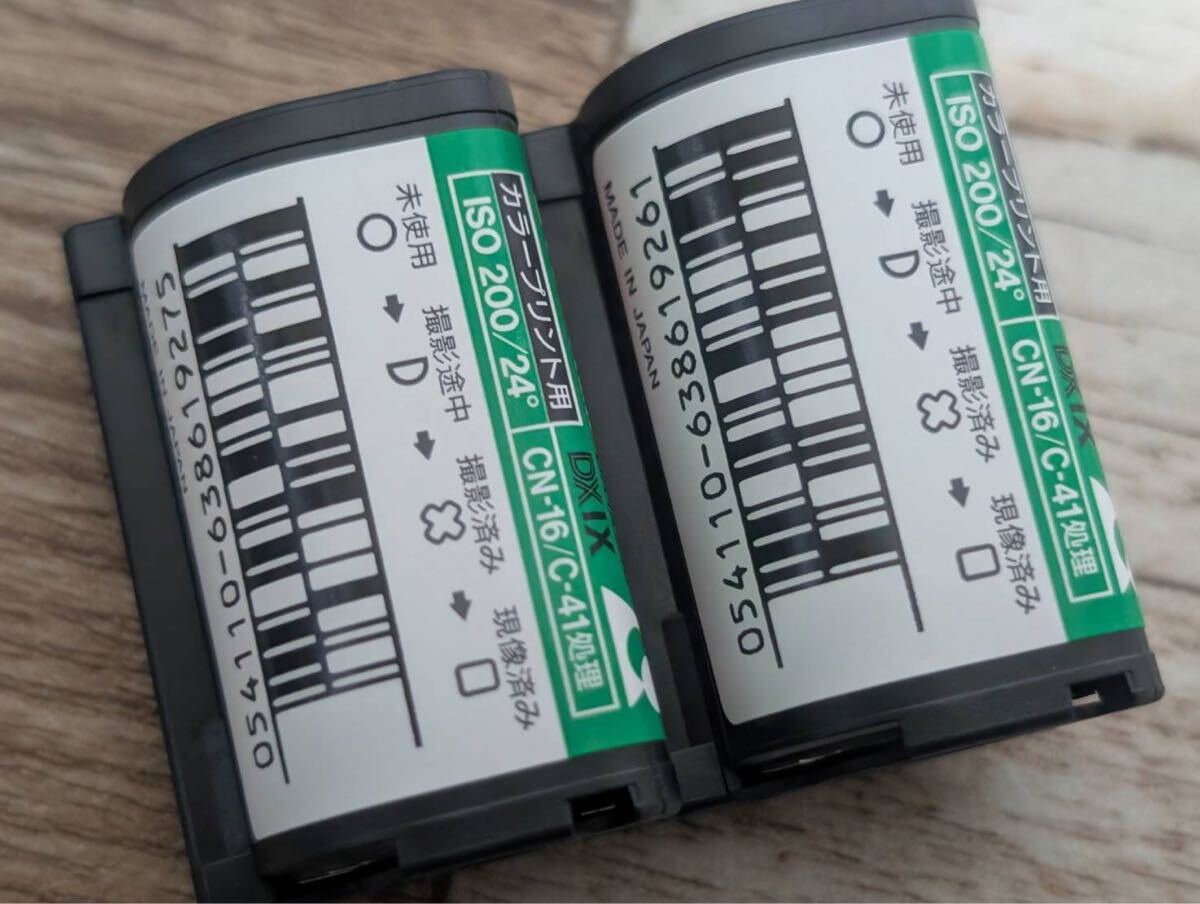 カラープリント用
ISO 200/24° CN-16/C-41処理
DX IX
未使用 ➡ 撮影途中 ➡ 撮影済み ➡ 現像済み
D
054110-638619275
MADE IN JAPAN
カラープリント用
ISO 200/24° CN-16/C-41処理
DX IX
未使用 ➡ 撮影途中 ➡ 撮影済み ➡ 現像済み
D
054110-638619261
MADE IN JAPAN